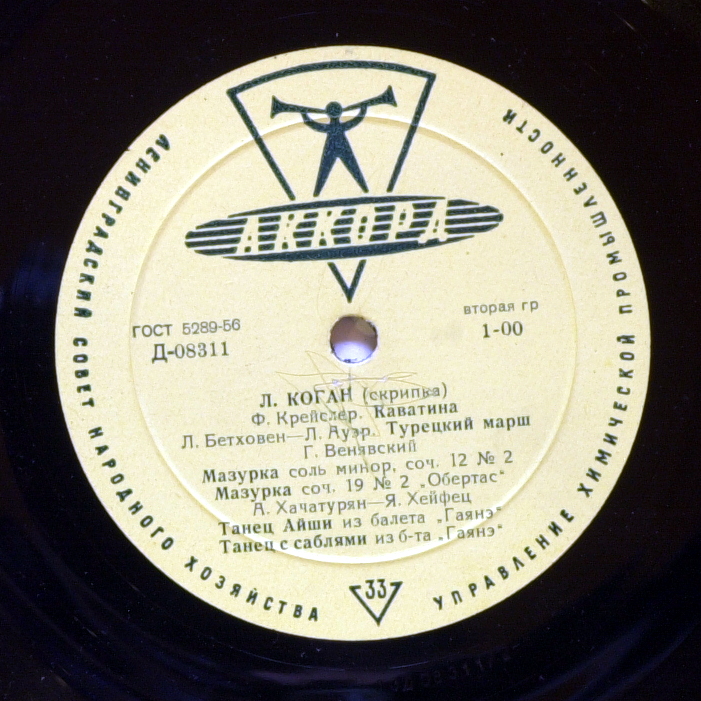 АККОРД
ЛЕНИНГРАДСКИЙ СОВЕТ НАРОДНОГО ХОЗЯЙСТВА
УПРАВЛЕНИЕ ХИМИЧЕСКОЙ ПРОМЫШЛЕННОСТИ
ГОСТ 5289-56
Д-08311
вторая гр
1-00
Л. КОГАН (скрипка)
Ф. Крейслер. Каватина
Л. Бетховен—Л. Ауэр. Турецкий марш
Г. Венявский
Мазурка соль минор, соч. 12 № 2
Мазурка соч. 19 № 2 „Обертас“
А. Хачатурян—Я. Хейфец
Танец Айши из балета „Гаянэ“
Танец с саблями из б-та „Гаянэ“
33